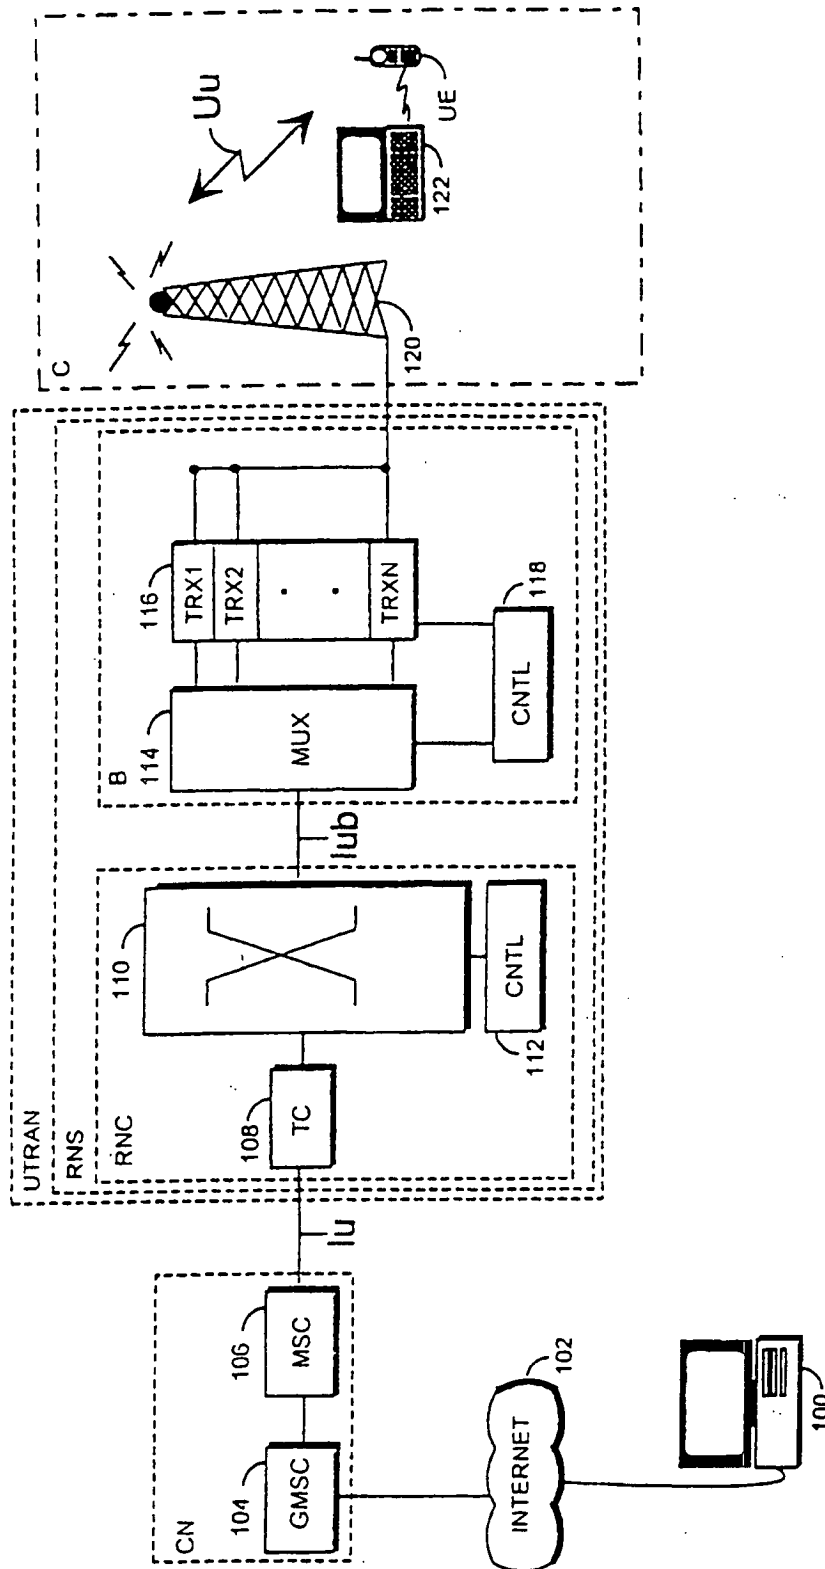 UTRAN
RNS
RNC
B
C
CN
104
GMSC
106
MSC
Iu
108
TC
110
112
CNTL
Iub
114
MUX
116
TRX1
TRX2
. .
TRXN
118
CNTL
120
Uu
122
UE
102
INTERNET
100